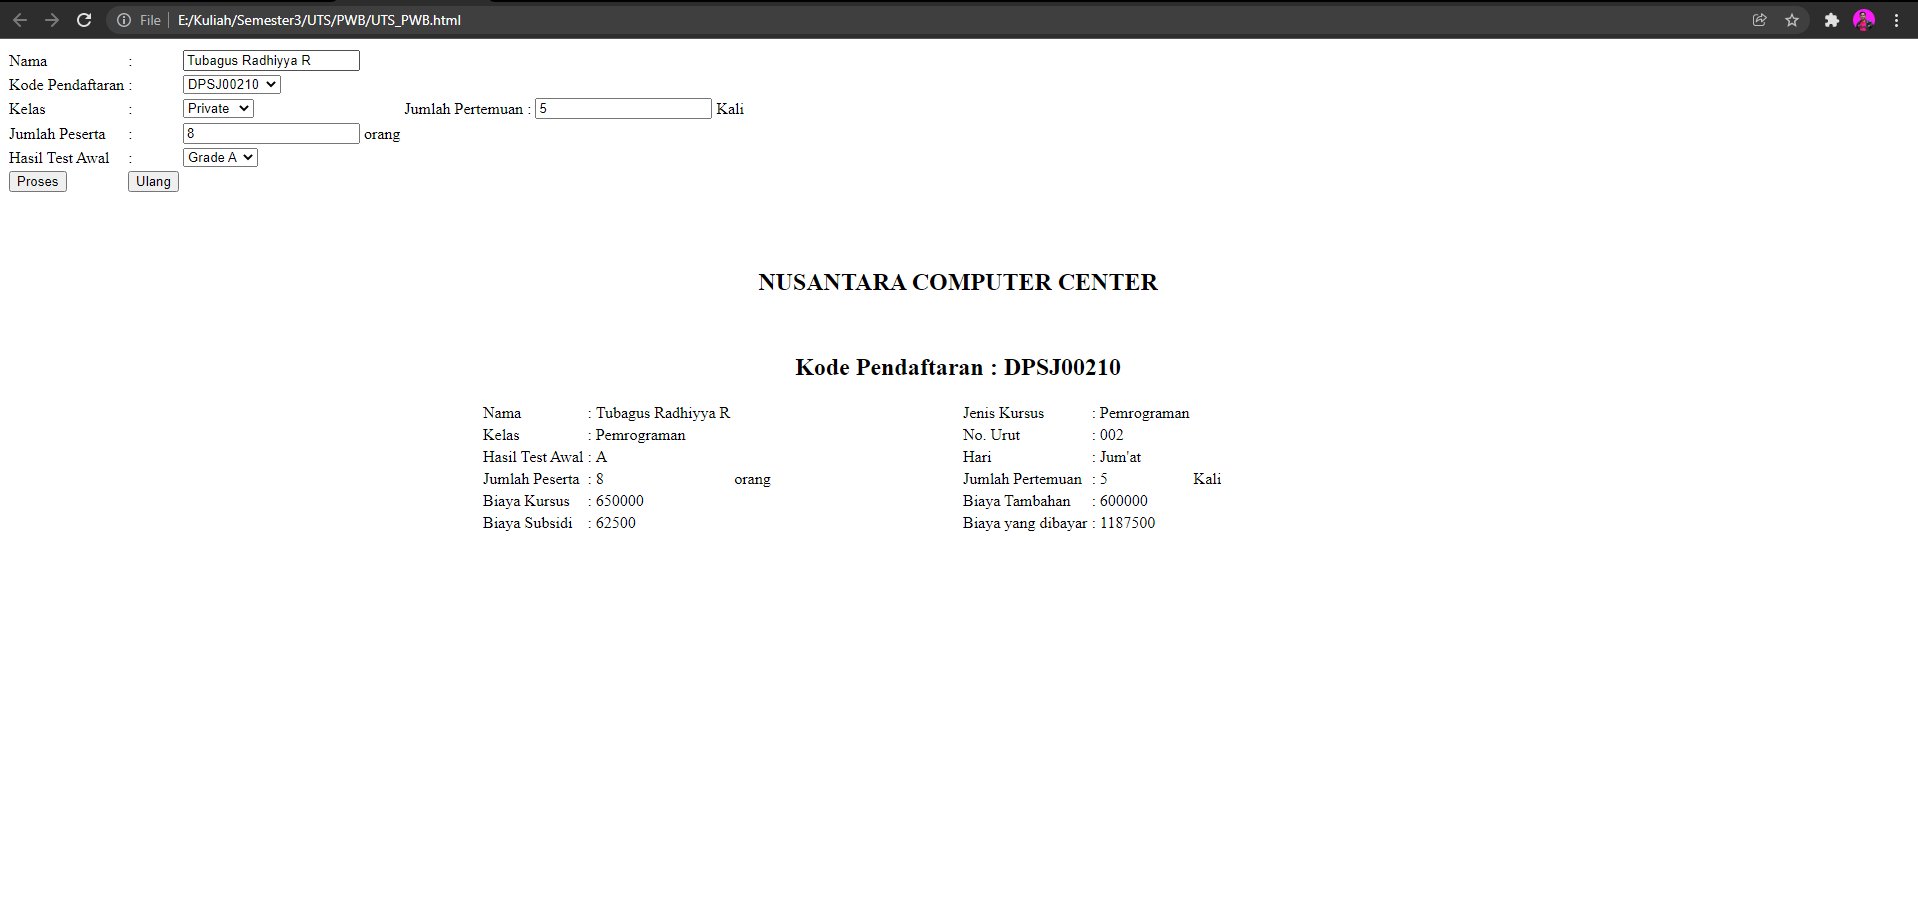 File E:/Kuliah/Semester3/UTS/PWB/UTS_PWB.html
Nama : Tubagus Radhiyya R
Kode Pendaftaran : DPSJ00210
Kelas : Private Jumlah Pertemuan : 5 Kali
Jumlah Peserta : 8 orang
Hasil Test Awal : Grade A
Proses Ulang
NUSANTARA COMPUTER CENTER
Kode Pendaftaran : DPSJ00210
Nama : Tubagus Radhiyya R Jenis Kursus : Pemrograman
Kelas : Pemrograman No. Urut : 002
Hasil Test Awal : A Hari : Jum'at
Jumlah Peserta : 8 orang Jumlah Pertemuan : 5 Kali
Biaya Kursus : 650000 Biaya Tambahan : 600000
Biaya Subsidi : 62500 Biaya yang dibayar : 1187500